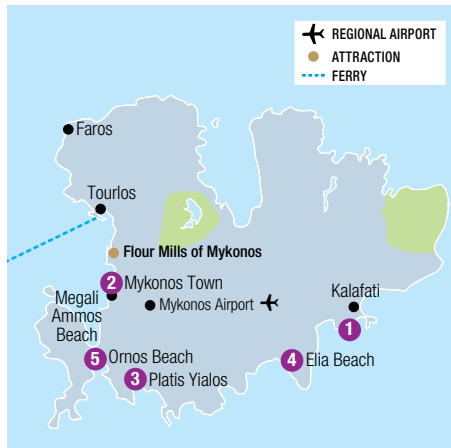 REGIONAL AIRPORT
ATTRACTION
FERRY
Faros
Tourlos
Flour Mills of Mykonos
2 Mykonos Town
Megali
Ammos
Beach
Mykonos Airport
Kalafati
1
5 Ornos Beach
4 Elia Beach
3 Platis Yialos